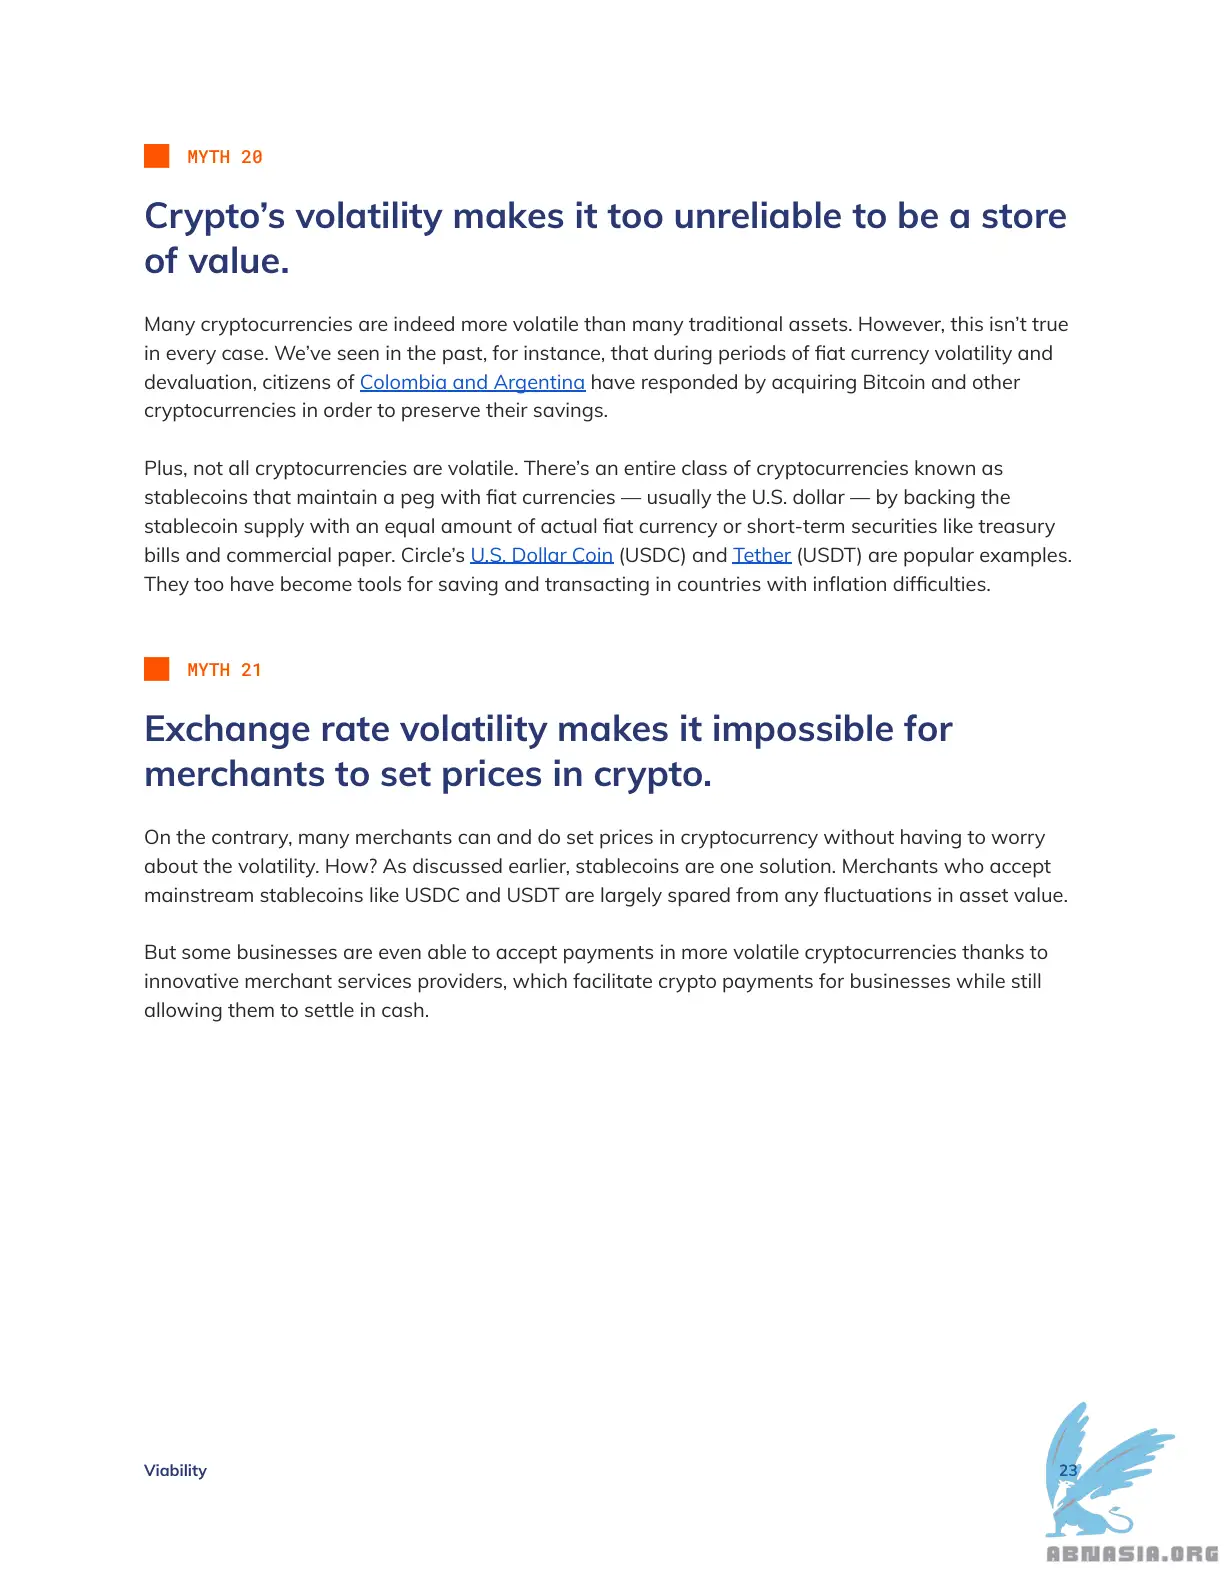 MYTH 20
Crypto’s volatility makes it too unreliable to be a store
of value.
Many cryptocurrencies are indeed more volatile than many traditional assets. However, this isn’t true
in every case. We’ve seen in the past, for instance, that during periods of fiat currency volatility and
devaluation, citizens of Colombia and Argentina have responded by acquiring Bitcoin and other
cryptocurrencies in order to preserve their savings.
Plus, not all cryptocurrencies are volatile. There’s an entire class of cryptocurrencies known as
stablecoins that maintain a peg with fiat currencies — usually the U.S. dollar — by backing the
stablecoin supply with an equal amount of actual fiat currency or short-term securities like treasury
bills and commercial paper. Circle’s U.S. Dollar Coin (USDC) and Tether (USDT) are popular examples.
They too have become tools for saving and transacting in countries with inflation difficulties.
MYTH 21
Exchange rate volatility makes it impossible for
merchants to set prices in crypto.
On the contrary, many merchants can and do set prices in cryptocurrency without having to worry
about the volatility. How? As discussed earlier, stablecoins are one solution. Merchants who accept
mainstream stablecoins like USDC and USDT are largely spared from any fluctuations in asset value.
But some businesses are even able to accept payments in more volatile cryptocurrencies thanks to
innovative merchant services providers, which facilitate crypto payments for businesses while still
allowing them to settle in cash.
Viability
23
ABNASIA.ORG